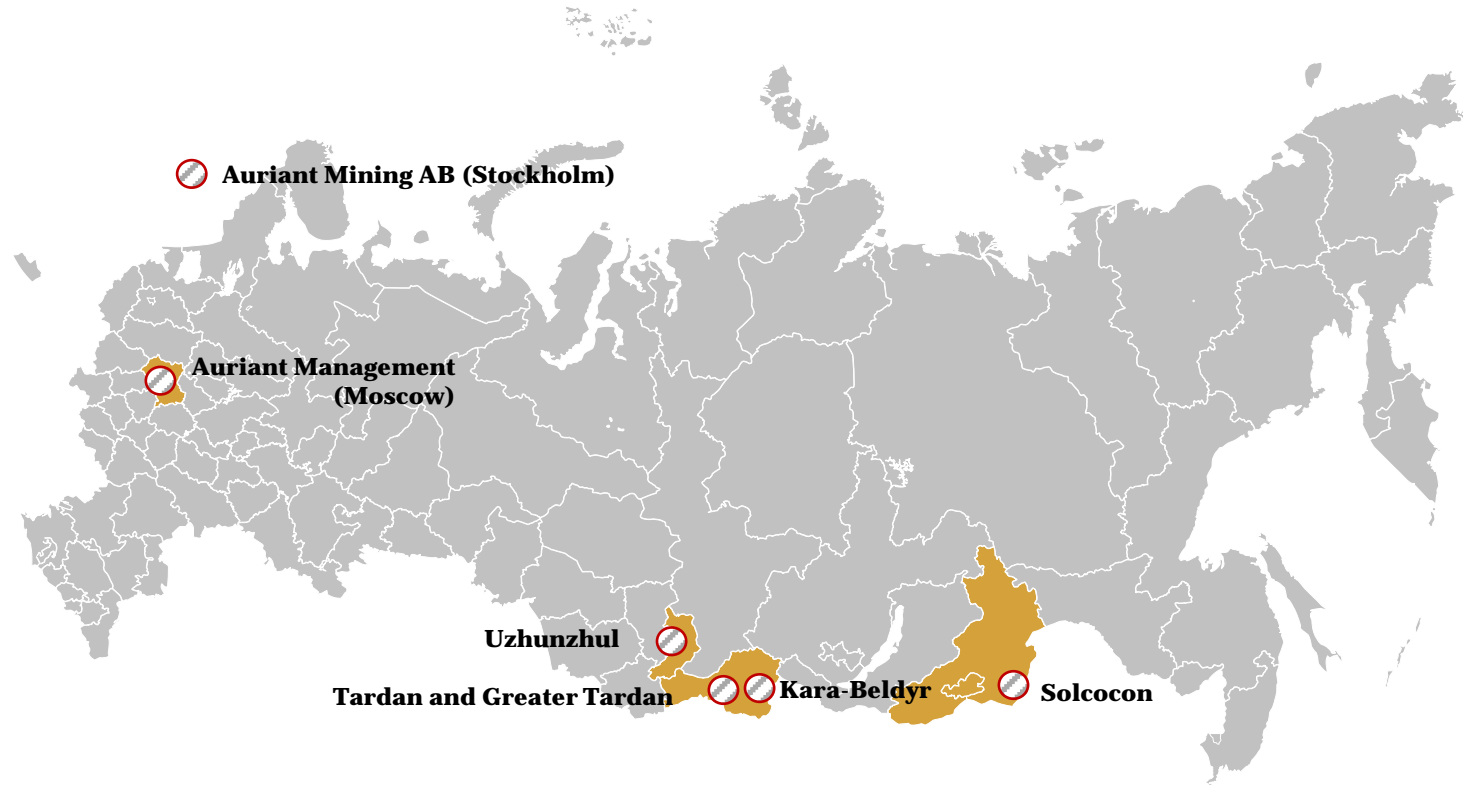 Auriant Mining AB (Stockholm)
Auriant Management
(Moscow)
Uzhunzhul
Tardan and Greater Tardan
Kara-Beldyr
Solcocon